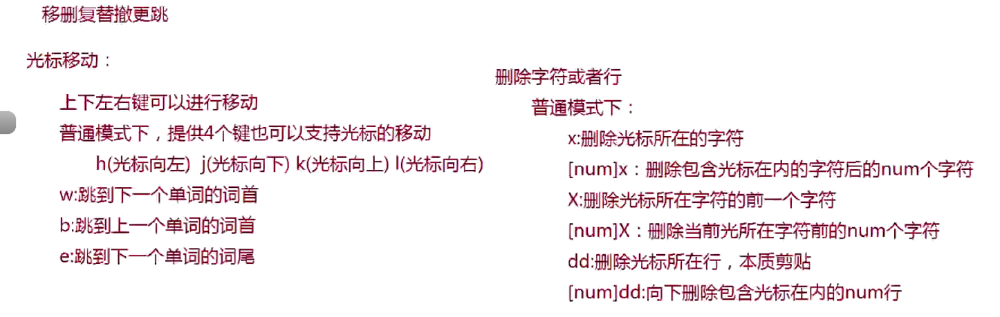 移删复替撤更跳
光标移动：
上下左右键可以进行移动
普通模式下，提供4个键也可以支持光标的移动
h(光标向左) j(光标向下) k(光标向上) l(光标向右)
w:跳到下一个单词的词首
b:跳到上一个单词的词首
e:跳到下一个单词的词尾
删除字符或者行
普通模式下：
x:删除光标所在的字符
[num]x：删除包含光标在内的字符后的num个字符
X:删除光标所在字符的前一个字符
[num]X：删除当前光所在字符前的num个字符
dd:删除光标所在行，本质剪贴
[num]dd:向下删除包含光标在内的num行